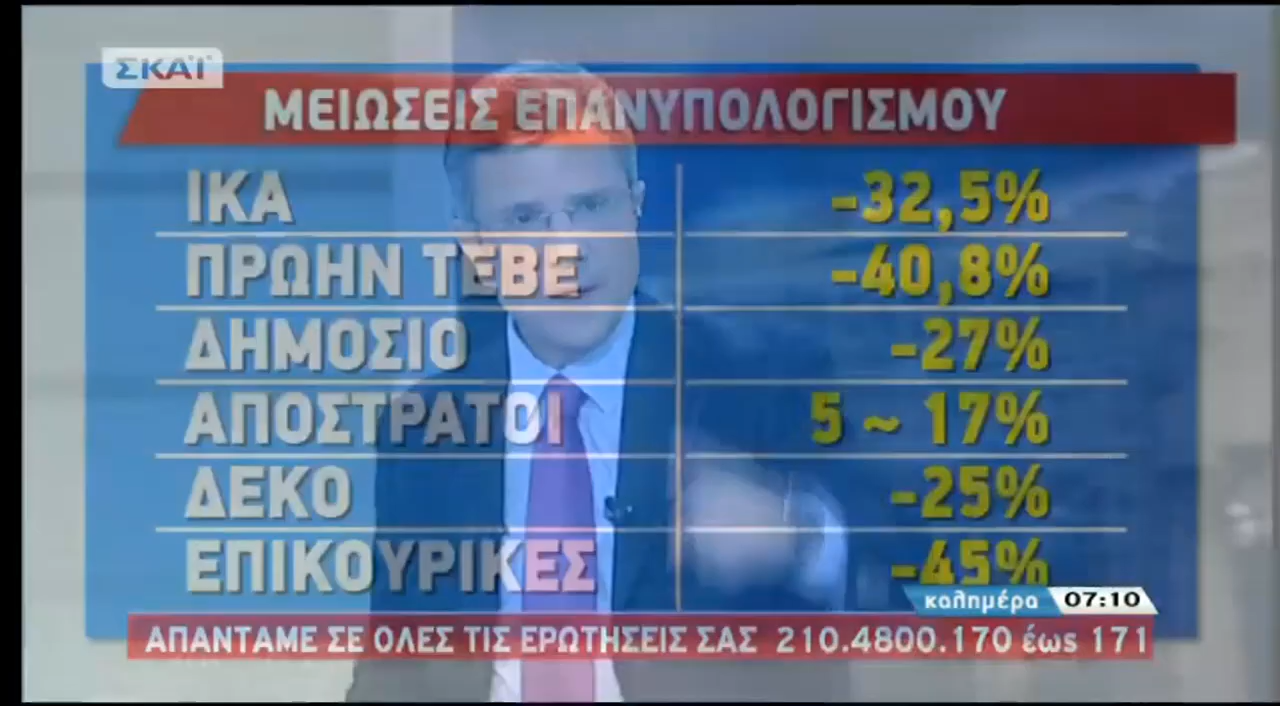 ΣΚΑΪ
ΜΕΙΩΣΕΙΣ ΕΠΑΝΥΠΟΛΟΓΙΣΜΟΥ
ΙΚΑ -32,5%
ΠΡΩΗΝ ΤΕΒΕ -40,8%
ΔΗΜΟΣΙΟ -27%
ΑΠΟΣΤΡΑΤΟΙ 5 ~ 17%
ΔΕΚΟ -25%
ΕΠΙΚΟΥΡΙΚΕΣ -45%
καλημέρα 07:10
ΑΠΑΝΤΑΜΕ ΣΕ ΟΛΕΣ ΤΙΣ ΕΡΩΤΗΣΕΙΣ ΣΑΣ 210.4800.170 έως 171